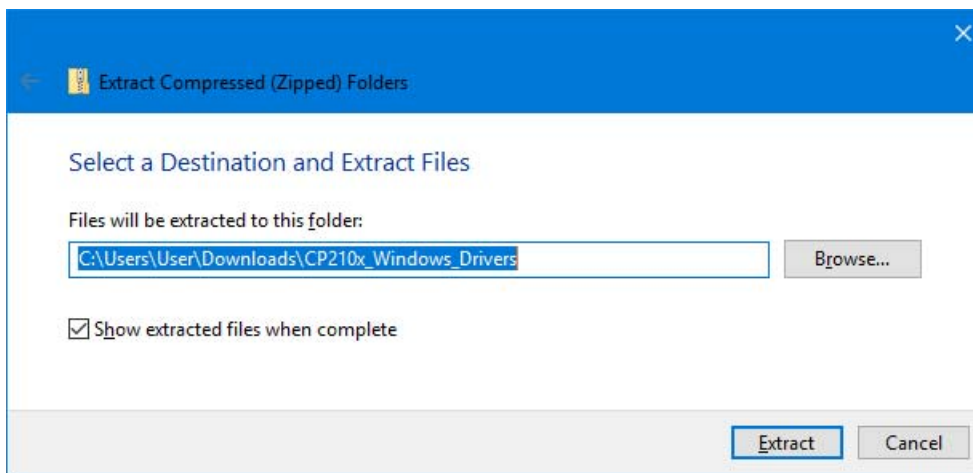 Extract Compressed (Zipped) Folders
Select a Destination and Extract Files
Files will be extracted to this folder:
C:\Users\User\Downloads\CP210x_Windows_Drivers
Browse...
Show extracted files when complete
Extract
Cancel